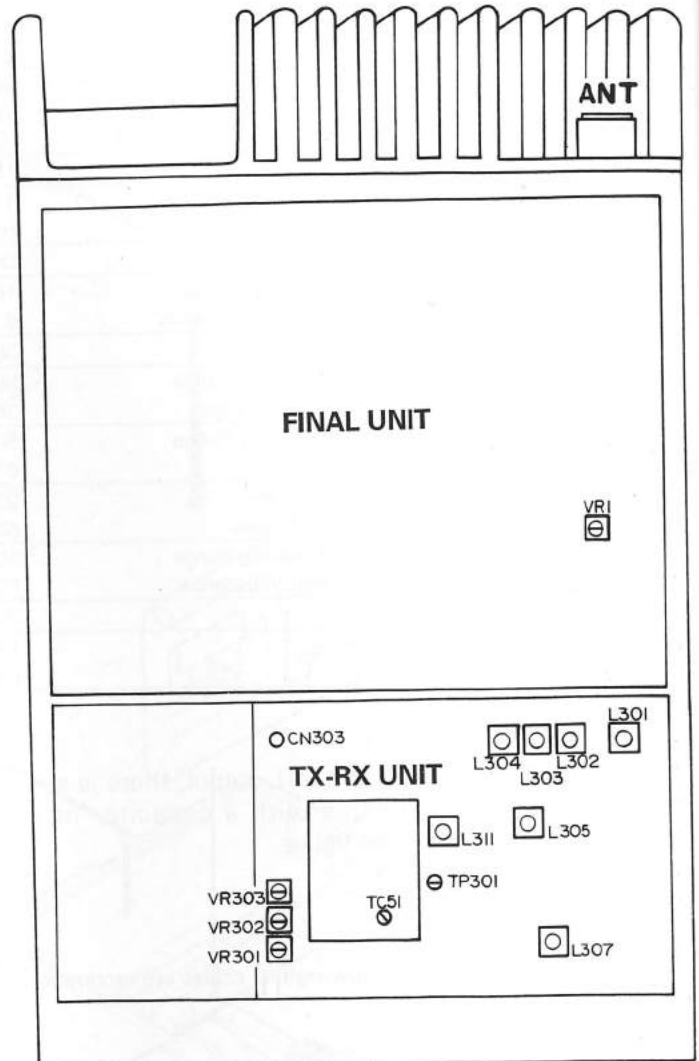 ANT
FINAL UNIT
VR1
CN303
L301
L304
L302
L303
TX-RX UNIT
L311
L305
TP301
VR303
TC51
VR302
VR301
L307